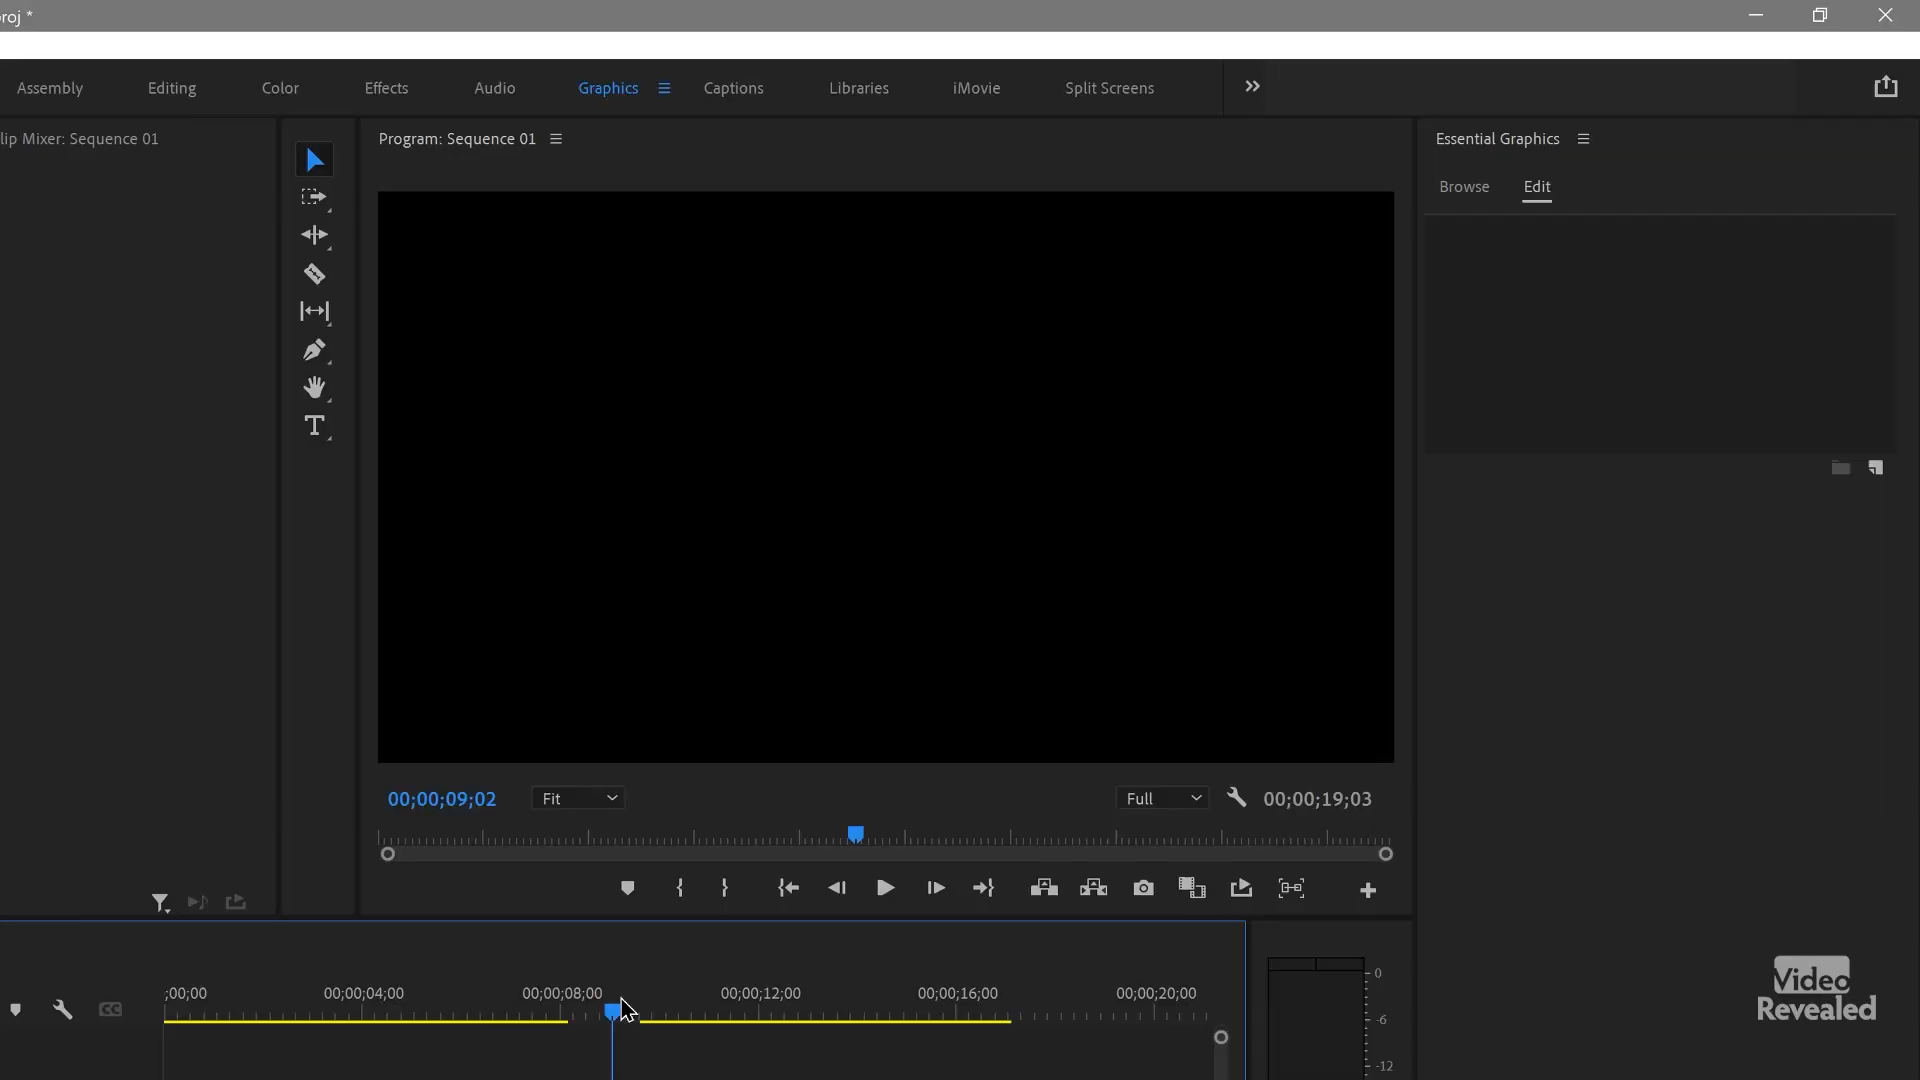 roj *
Assembly
Editing
Color
Effects
Audio
Graphics
Captions
Libraries
iMovie
Split Screens
lip Mixer: Sequence 01
Program: Sequence 01
Essential Graphics
Browse
Edit
00;00;09;02
Fit
Full
00;00;19;03
;00;00
00;00;04;00
00;00;08;00
00;00;12;00
00;00;16;00
00;00;20;00
0
-6
-12
CC
Video
Revealed